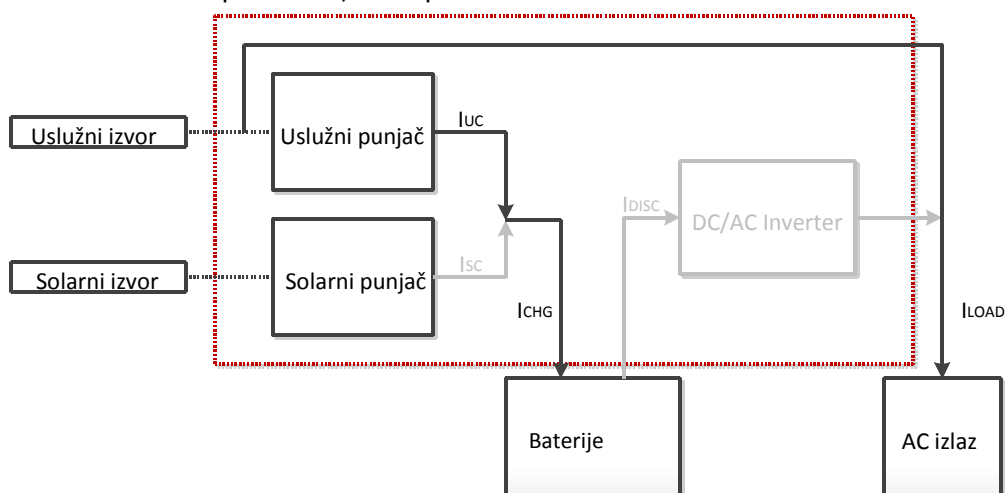 Uslužni izvor
Uslužni punjač
IUC
IDISC
DC/AC Inverter
Solarni izvor
Solarni punjač
ISC
ICHG
ILOAD
Baterije
AC izlaz